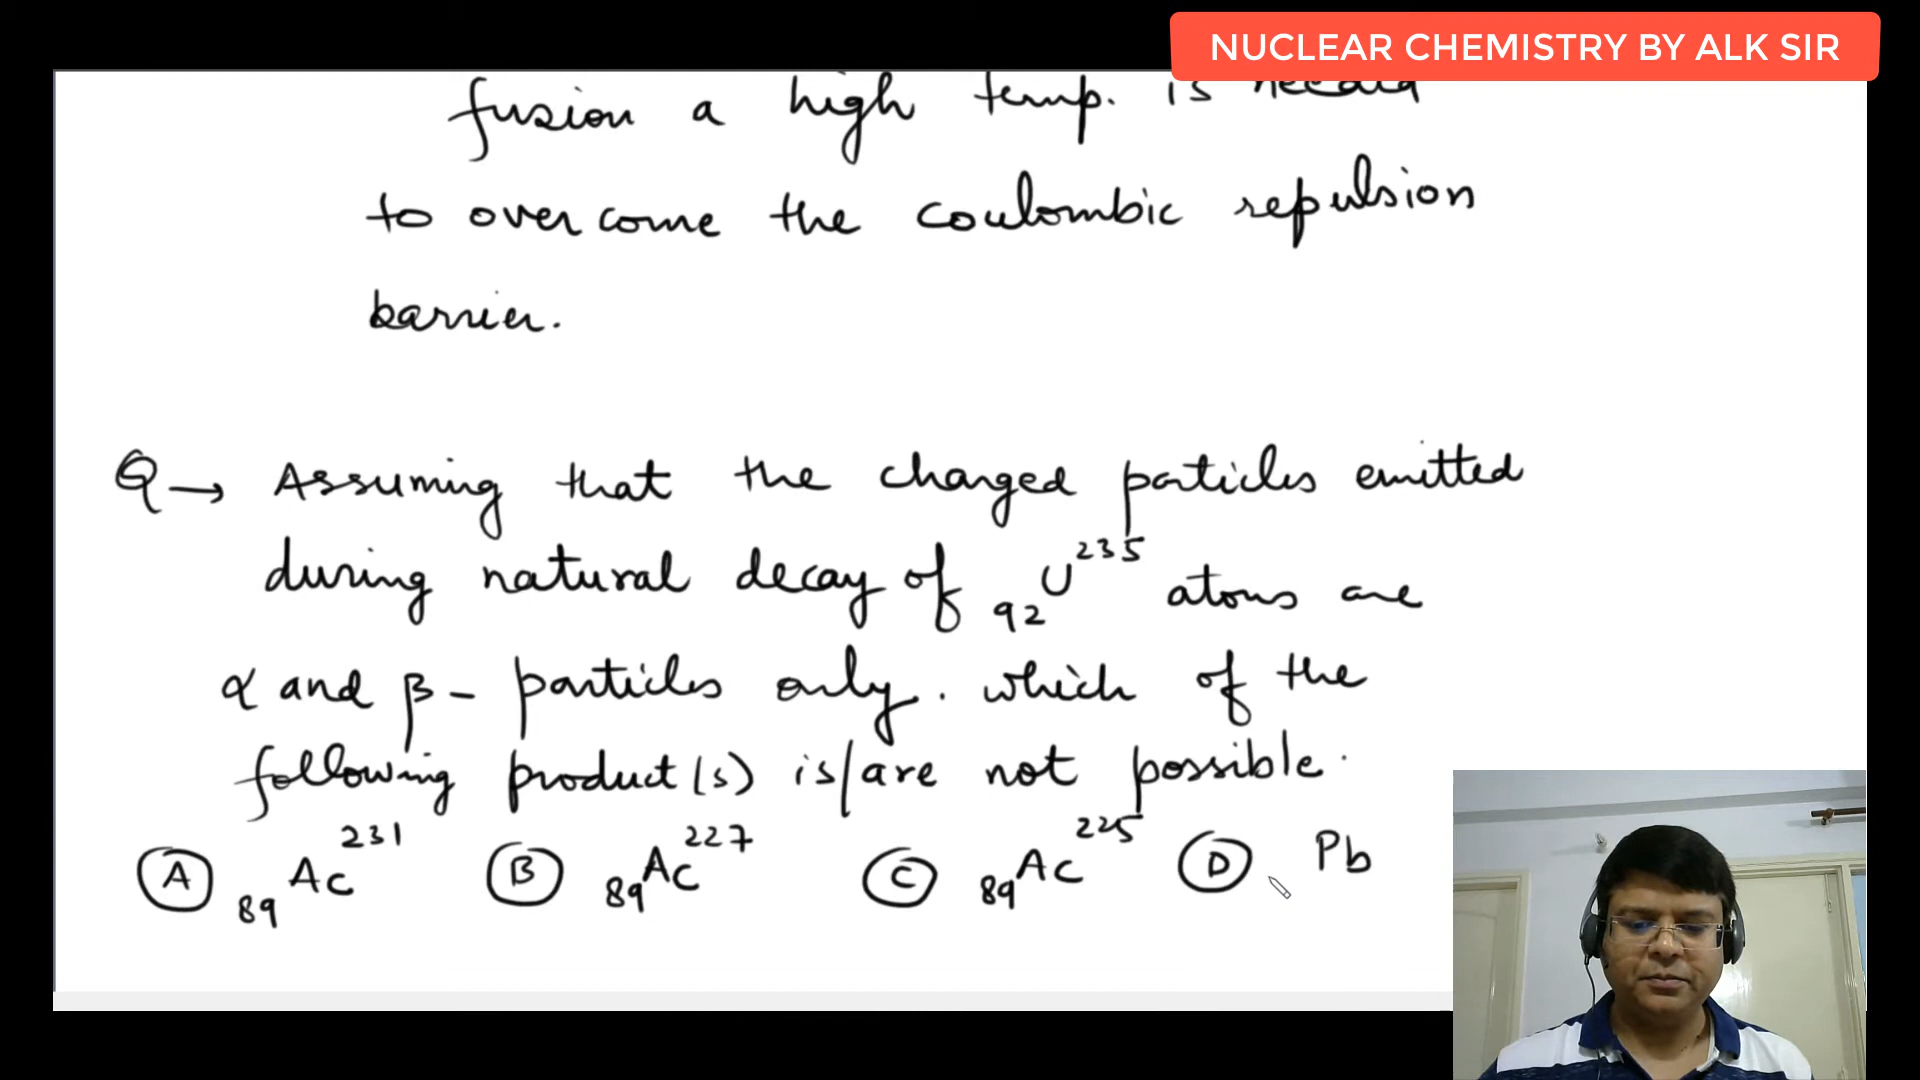 NUCLEAR CHEMISTRY BY ALK SIR
fusion a high temp. is needed
to overcome the coulombic repulsion
barrier.
Q→ Assuming that the charged particles emitted
during natural decay of ₉₂U²³⁵ atoms are
α and β- particles only. which of the
following product(s) is/are not possible.
(A) ₈₉Ac²³¹ (B) ₈₉Ac²²⁷ (C) ₈₉Ac²²⁵ (D) Pb